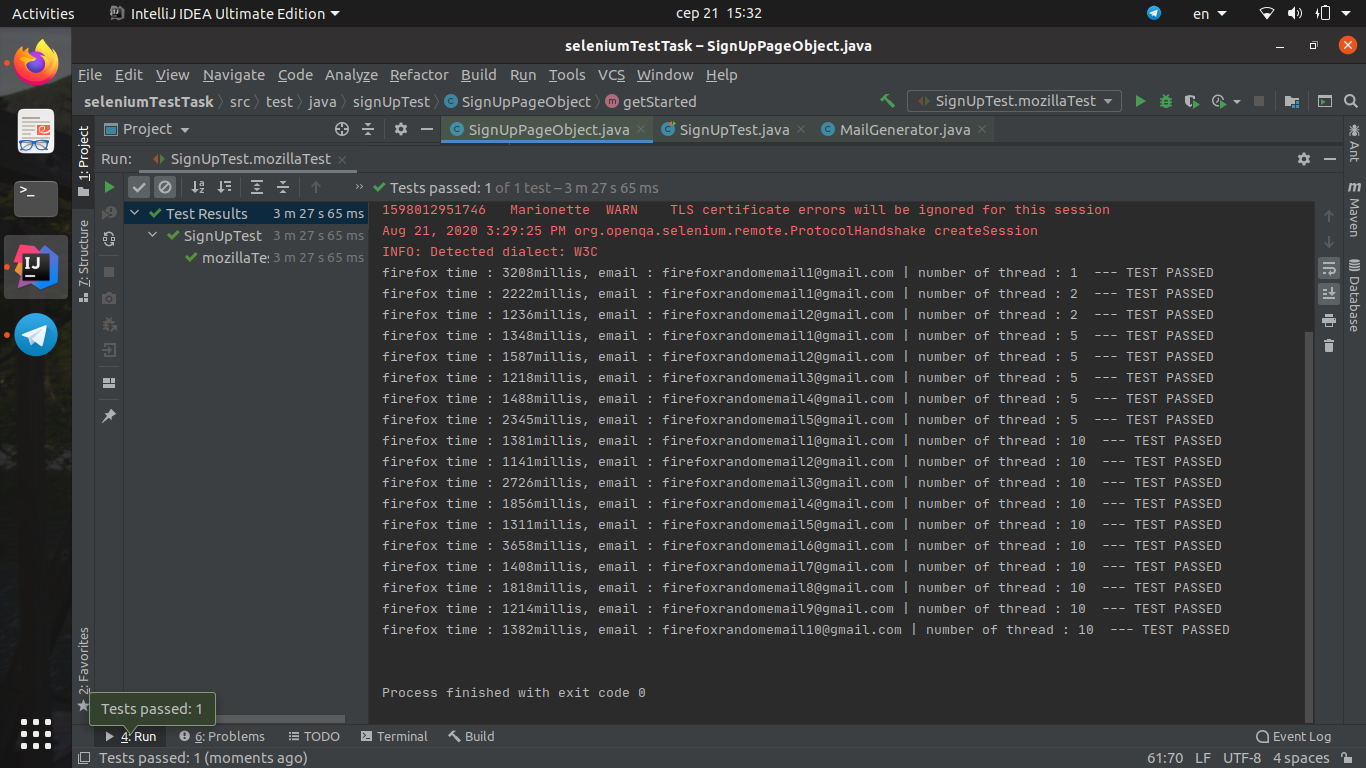 Activities
IntelliJ IDEA Ultimate Edition
сер 21 15:32
en
seleniumTestTask – SignUpPageObject.java
File Edit View Navigate Code Analyze Refactor Build Run Tools VCS Window Help
seleniumTestTask src test java signUpTest SignUpPageObject getStarted
SignUpTest.mozillaTest
Project
SignUpPageObject.java
SignUpTest.java
MailGenerator.java
1: Project
7: Structure
2: Favorites
Ant
Maven
Database
Run: SignUpTest.mozillaTest
Tests passed: 1 of 1 test – 3 m 27 s 65 ms
Test Results 3 m 27 s 65 ms
SignUpTest 3 m 27 s 65 ms
mozillaTe 3 m 27 s 65 ms
1598012951746 Marionette WARN TLS certificate errors will be ignored for this session
Aug 21, 2020 3:29:25 PM org.openqa.selenium.remote.ProtocolHandshake createSession
INFO: Detected dialect: W3C
firefox time : 3208millis, email : firefoxrandomemail1@gmail.com | number of thread : 1 --- TEST PASSED
firefox time : 2222millis, email : firefoxrandomemail1@gmail.com | number of thread : 2 --- TEST PASSED
firefox time : 1236millis, email : firefoxrandomemail2@gmail.com | number of thread : 2 --- TEST PASSED
firefox time : 1348millis, email : firefoxrandomemail1@gmail.com | number of thread : 5 --- TEST PASSED
firefox time : 1587millis, email : firefoxrandomemail2@gmail.com | number of thread : 5 --- TEST PASSED
firefox time : 1218millis, email : firefoxrandomemail3@gmail.com | number of thread : 5 --- TEST PASSED
firefox time : 1488millis, email : firefoxrandomemail4@gmail.com | number of thread : 5 --- TEST PASSED
firefox time : 2345millis, email : firefoxrandomemail5@gmail.com | number of thread : 5 --- TEST PASSED
firefox time : 1381millis, email : firefoxrandomemail1@gmail.com | number of thread : 10 --- TEST PASSED
firefox time : 1141millis, email : firefoxrandomemail2@gmail.com | number of thread : 10 --- TEST PASSED
firefox time : 2726millis, email : firefoxrandomemail3@gmail.com | number of thread : 10 --- TEST PASSED
firefox time : 1856millis, email : firefoxrandomemail4@gmail.com | number of thread : 10 --- TEST PASSED
firefox time : 1311millis, email : firefoxrandomemail5@gmail.com | number of thread : 10 --- TEST PASSED
firefox time : 3658millis, email : firefoxrandomemail6@gmail.com | number of thread : 10 --- TEST PASSED
firefox time : 1408millis, email : firefoxrandomemail7@gmail.com | number of thread : 10 --- TEST PASSED
firefox time : 1818millis, email : firefoxrandomemail8@gmail.com | number of thread : 10 --- TEST PASSED
firefox time : 1214millis, email : firefoxrandomemail9@gmail.com | number of thread : 10 --- TEST PASSED
firefox time : 1382millis, email : firefoxrandomemail10@gmail.com | number of thread : 10 --- TEST PASSED
Process finished with exit code 0
Tests passed: 1
4: Run 6: Problems TODO Terminal Build Event Log
Tests passed: 1 (moments ago) 61:70 LF UTF-8 4 spaces